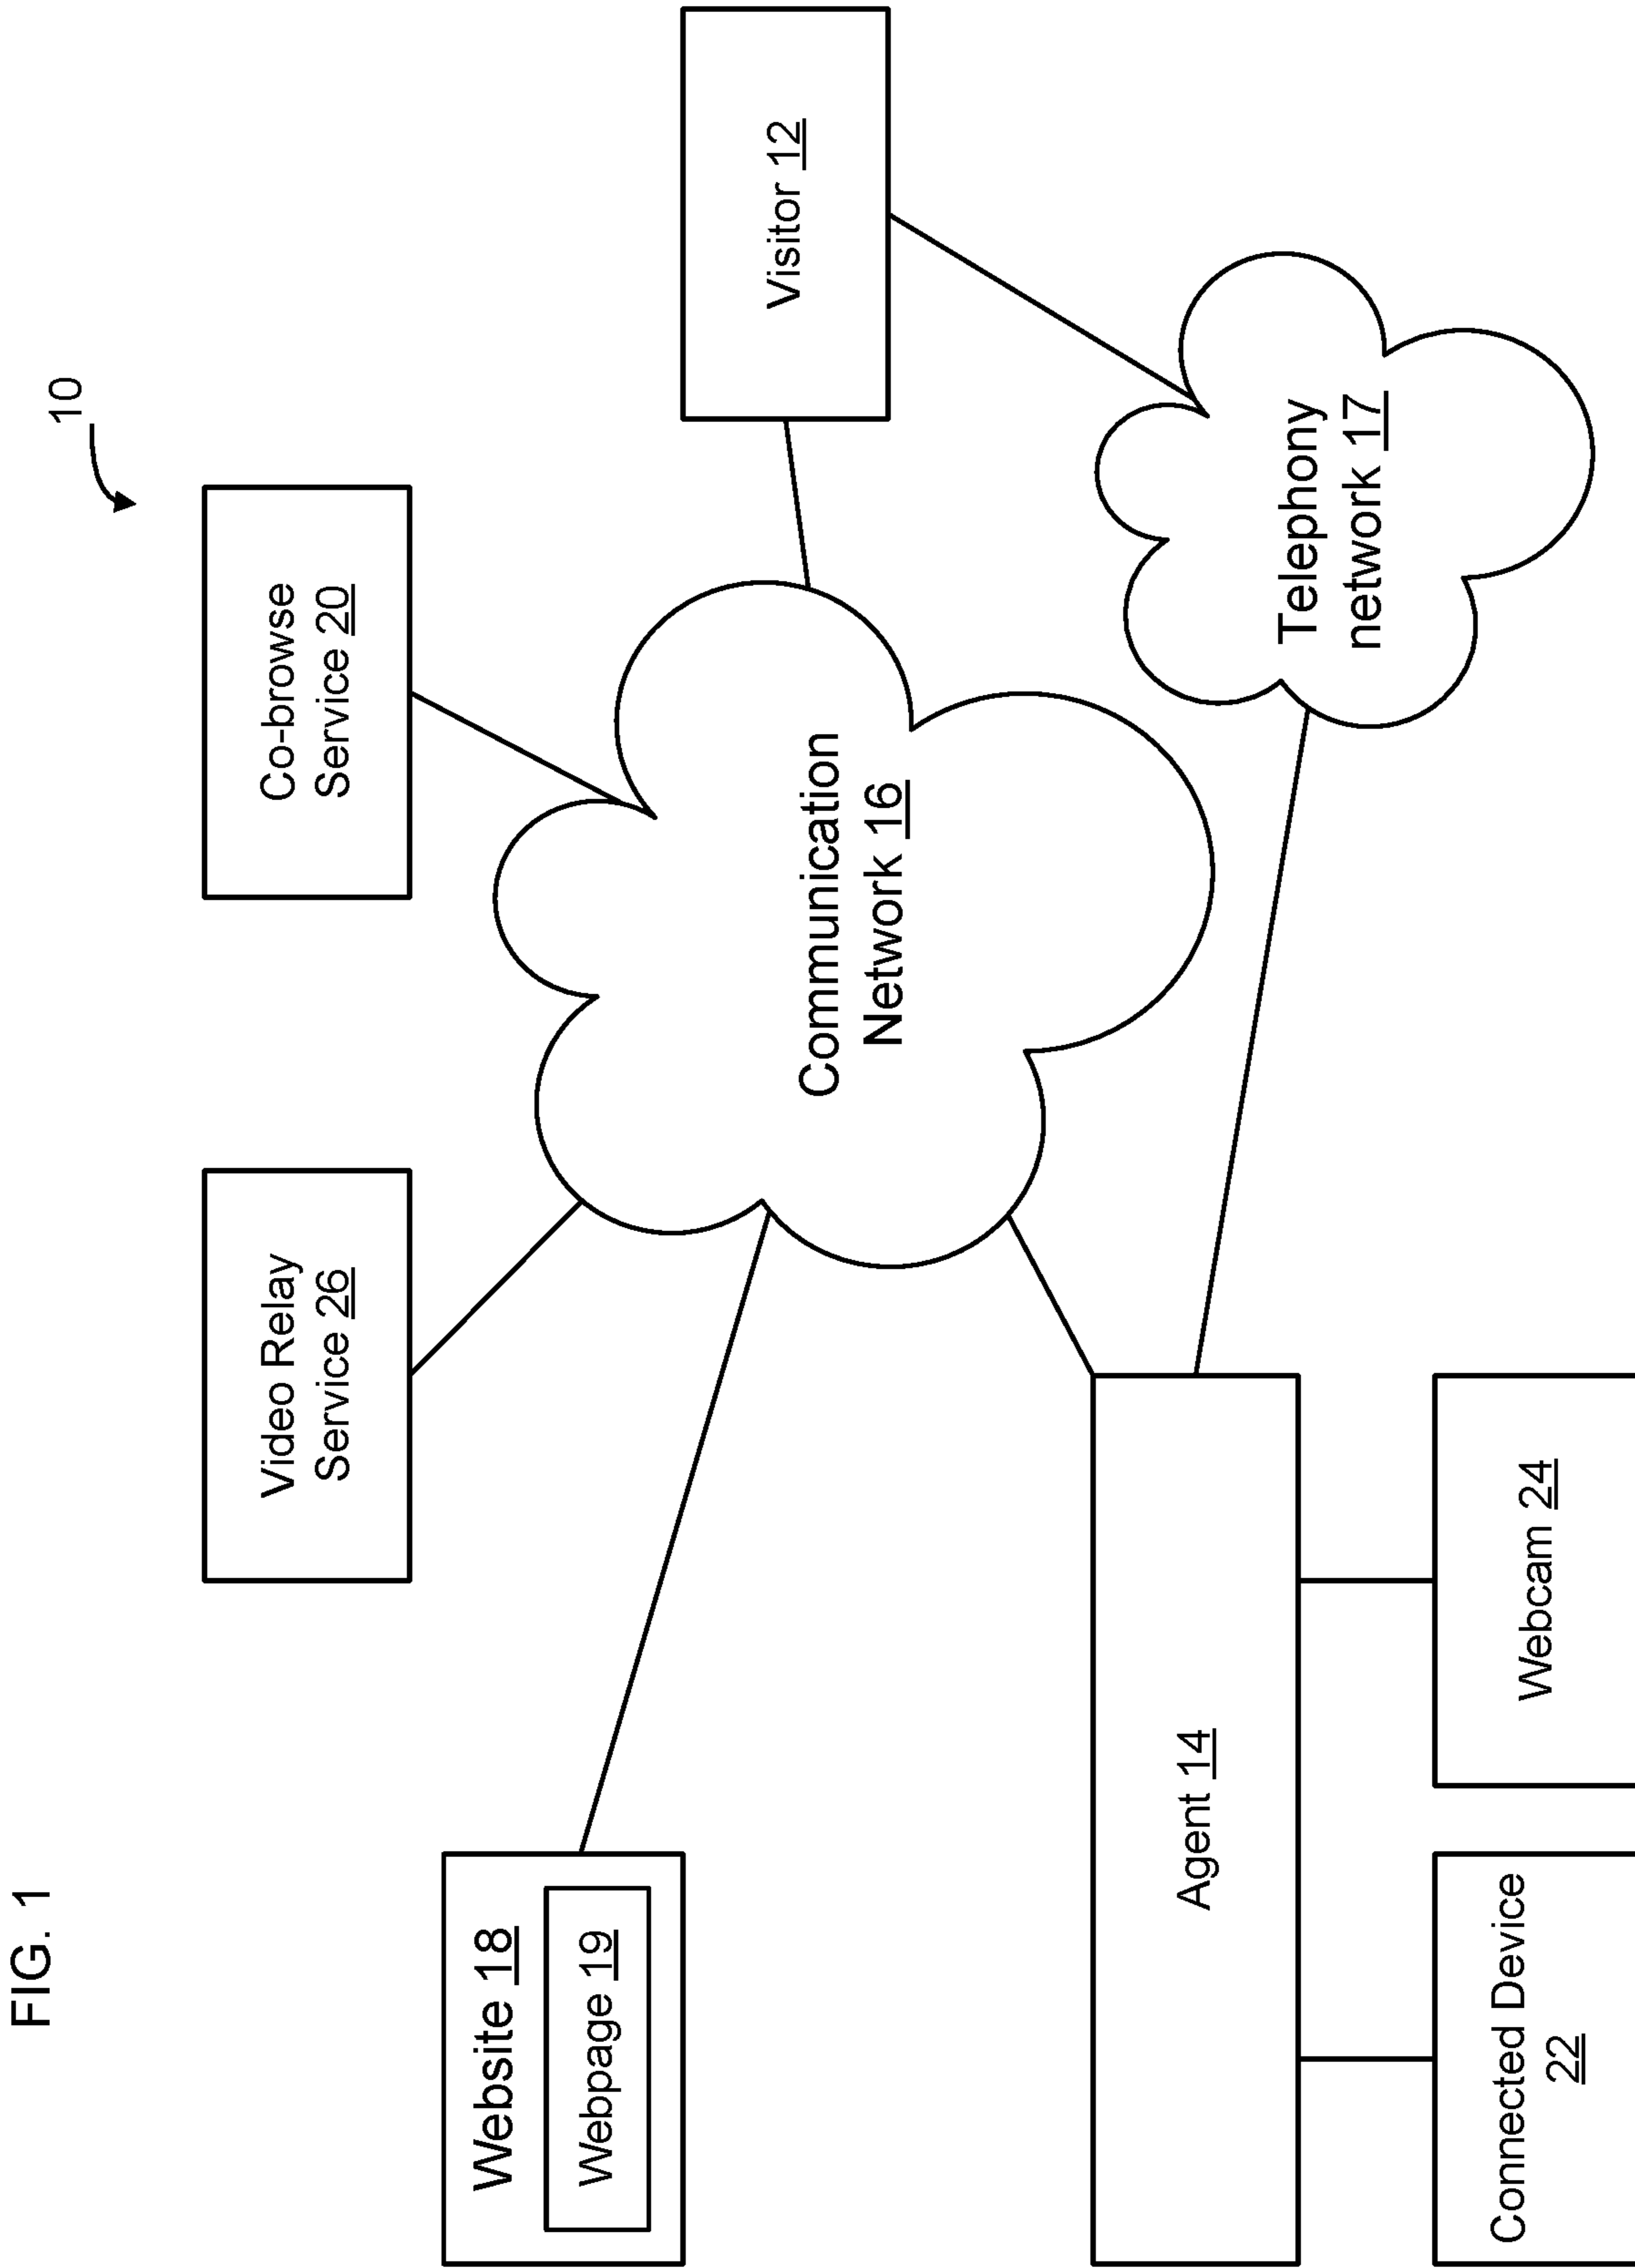 FIG. 1
10
Video Relay
Service 26
Co-browse
Service 20
Website 18
Webpage 19
Visitor 12
Communication
Network 16
Agent 14
Telephony
network 17
Connected Device
22
Webcam 24